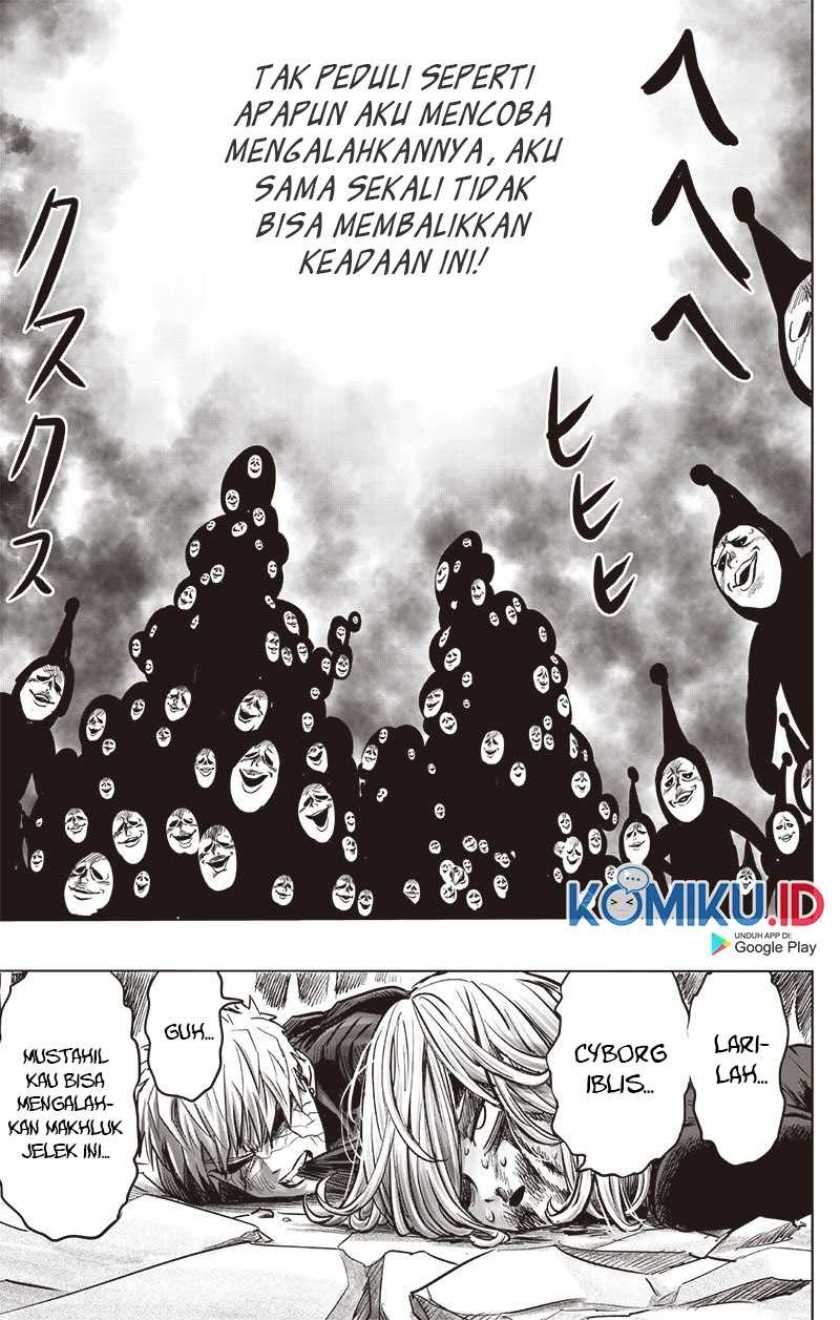 TAK PEDULI SEPERTI
APAPUN AKU MENCOBA
MENGALAHKANNYA, AKU
SAMA SEKALI TIDAK
BISA MEMBALIKKAN
KEADAAN INI!
ヘヘヘ
ヒヒヒ
クスクス
KOMIKU.ID
UNDUH APP DI:
Google Play
LARI-
LAH...
CYBORG
IBLIS...
GUH...
MUSTAHIL
KAU BISA
MENGALAH-
KAN MAKHLUK
JELEK INI...